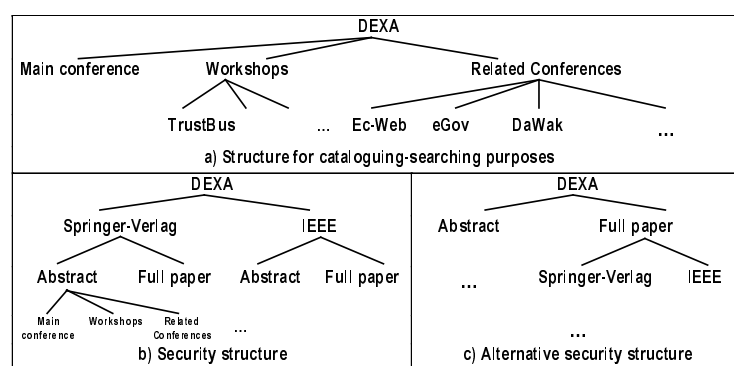 DEXA
Main conference Workshops Related Conferences
TrustBus ... Ec-Web eGov DaWak ...
a) Structure for cataloguing-searching purposes
DEXA
Springer-Verlag IEEE
Abstract Full paper Abstract Full paper
Main conference Workshops Related Conferences ...
b) Security structure
DEXA
Abstract Full paper
... Springer-Verlag IEEE
...
c) Alternative security structure